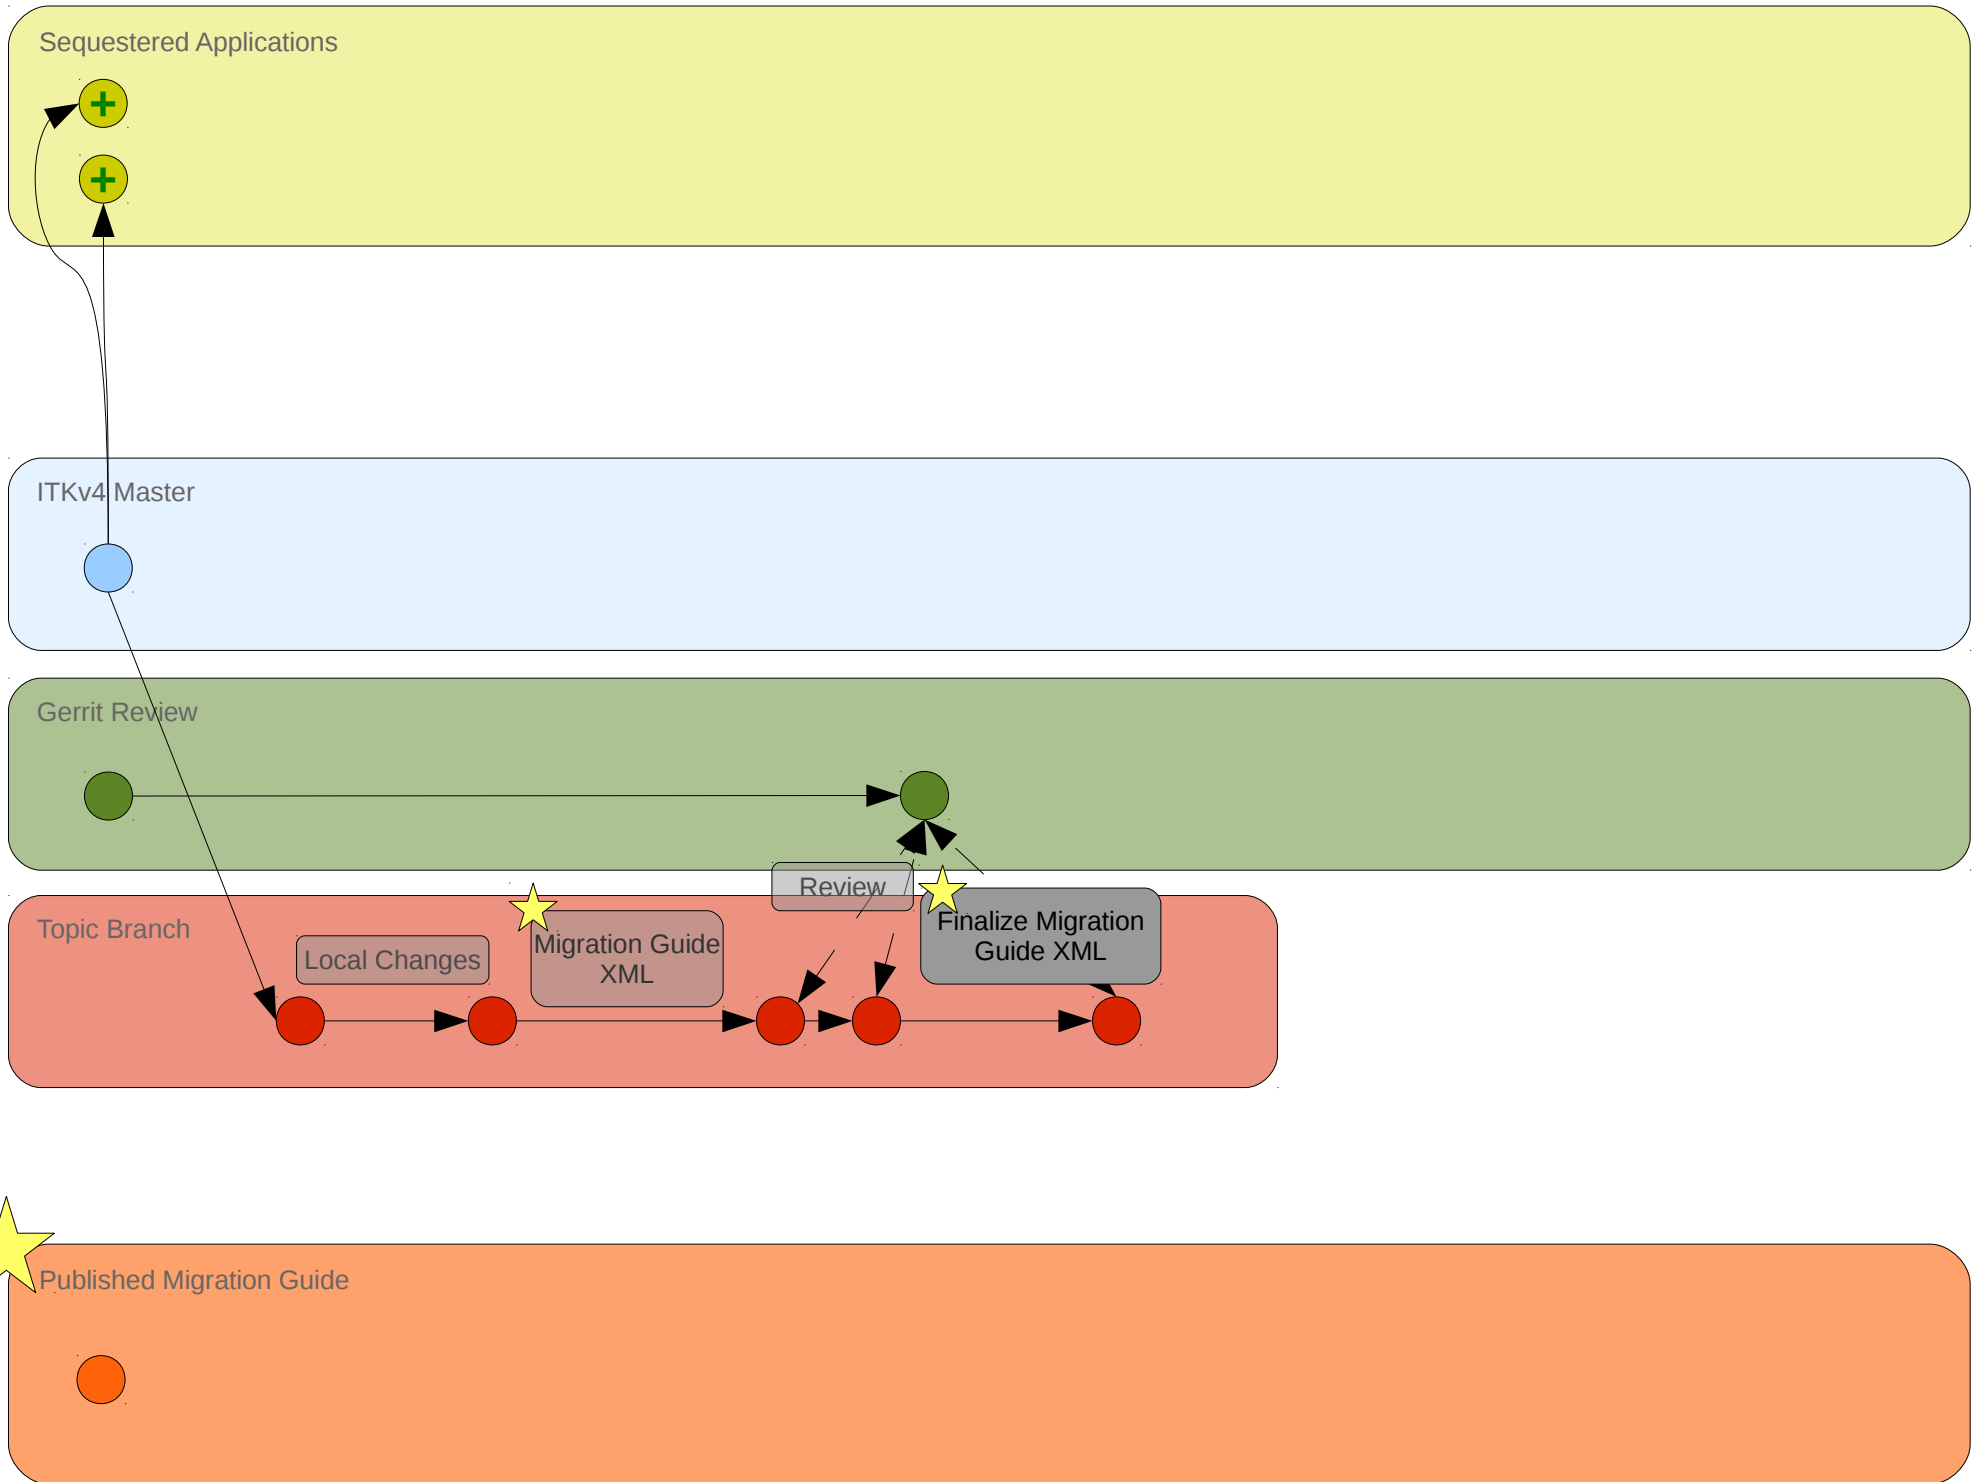 Sequestered Applications
+
+
ITKv4 Master
Gerrit Review
Review
Topic Branch
Local Changes
Migration Guide
XML
Finalize Migration
Guide XML
Published Migration Guide